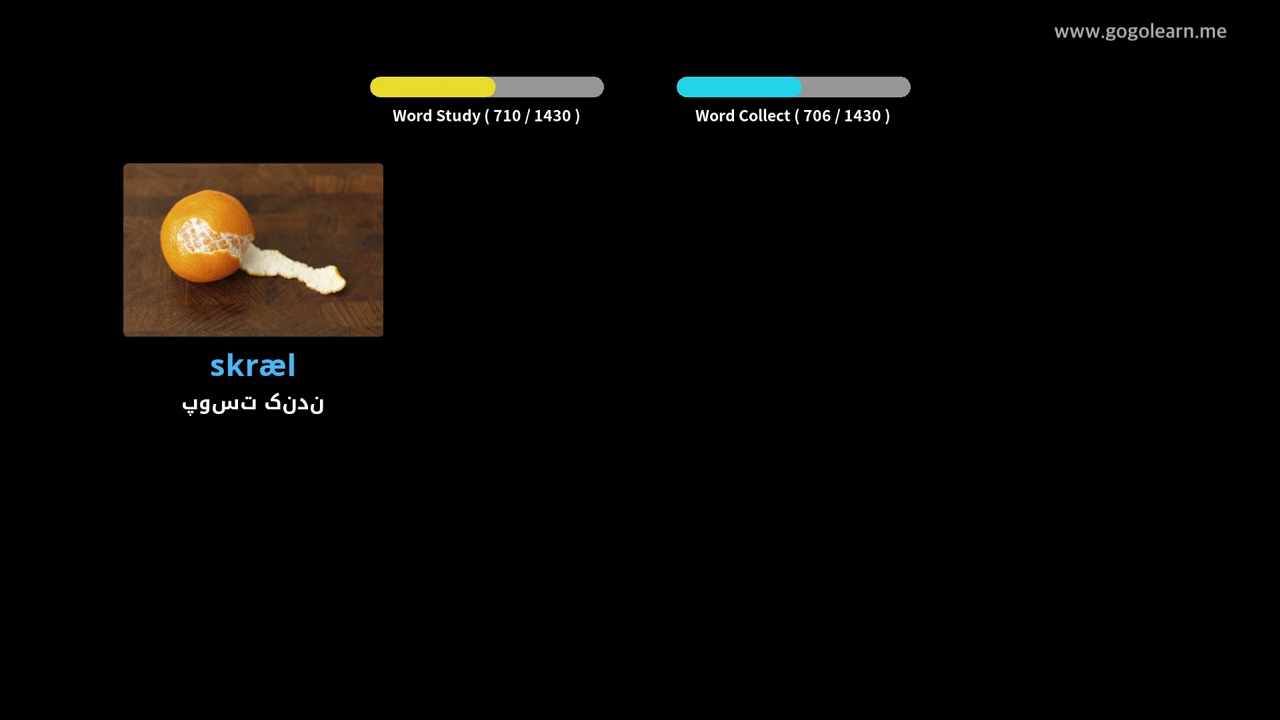 www.gogolearn.me
Word Study ( 710 / 1430 )
Word Collect ( 706 / 1430 )
skræl
پوست کندن